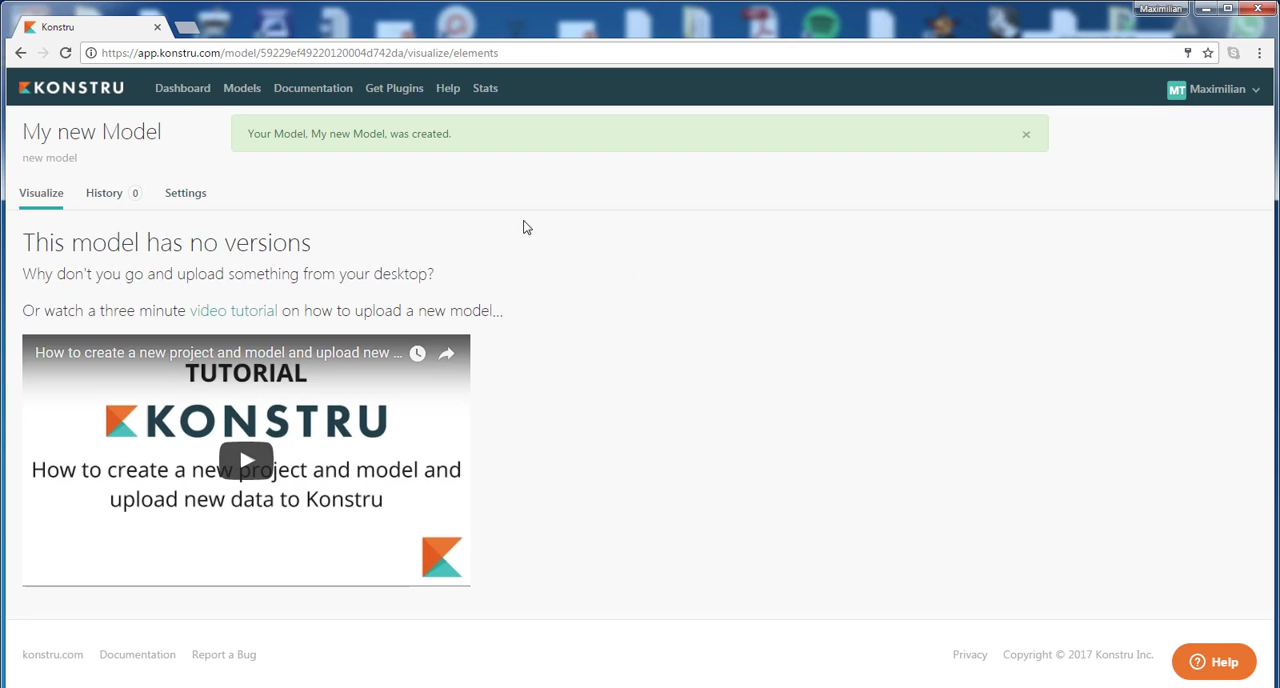 Maximilian
Konstru
https://app.konstru.com/model/59229ef49220120004d742da/visualize/elements
KONSTRU
Dashboard Models Documentation Get Plugins Help Stats
MT Maximilian
My new Model
Your Model, My new Model, was created.
new model
Visualize History 0 Settings
This model has no versions
Why don't you go and upload something from your desktop?
Or watch a three minute video tutorial on how to upload a new model...
How to create a new project and model and upload new ...
TUTORIAL
KONSTRU
How to create a new project and model and
upload new data to Konstru
konstru.com Documentation Report a Bug
Privacy Copyright © 2017 Konstru Inc.
Help